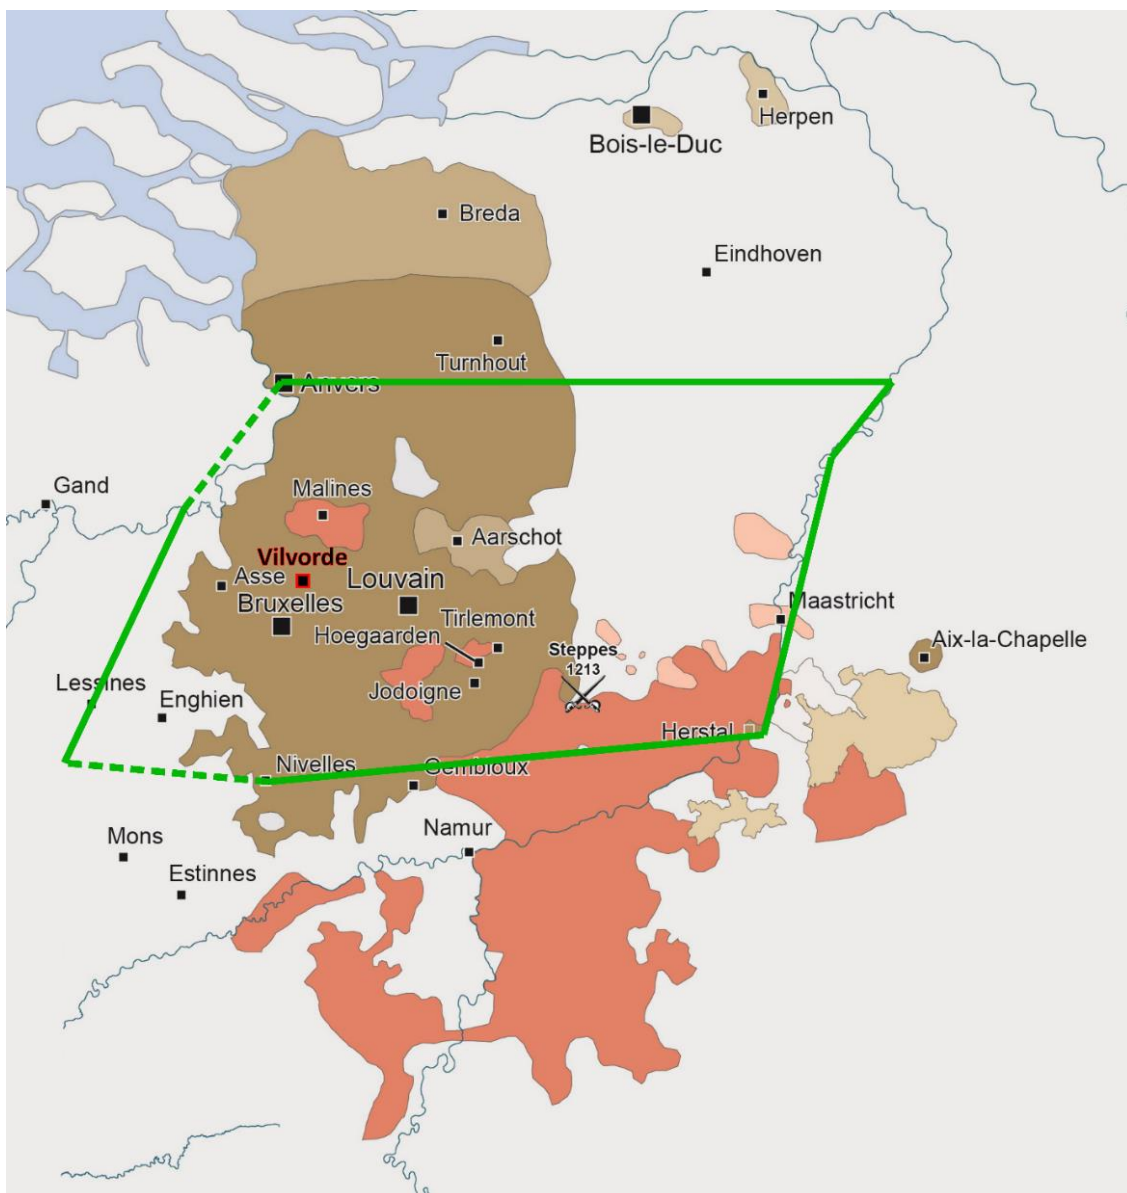 Herpen
Bois-le-Duc
Breda
Eindhoven
Turnhout
Anvers
Gand
Malines
Aarschot
Vilvorde
Asse
Louvain
Bruxelles
Maastricht
Tirlemont
Hoegaarden
Steppes
1213
Aix-la-Chapelle
Jodoigne
Lessines
Enghien
Herstal
Nivelles
Gembloux
Namur
Mons
Estinnes